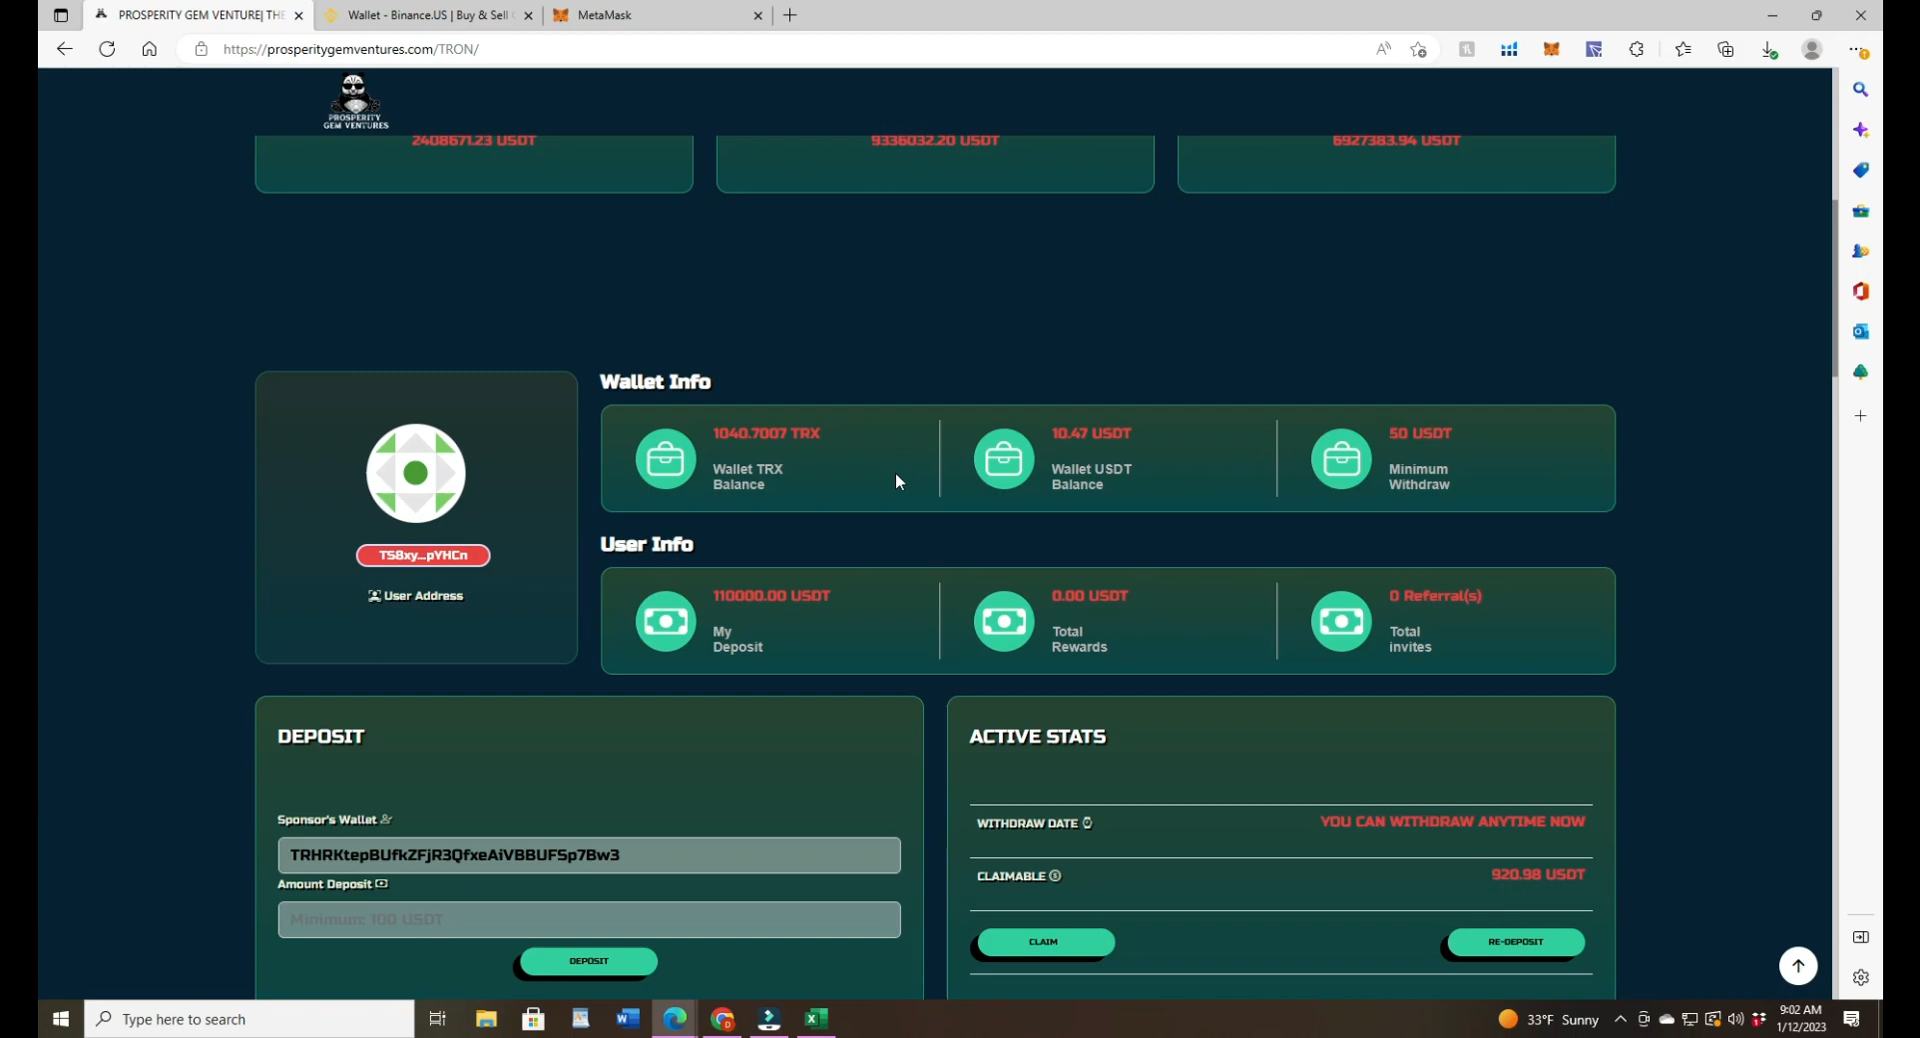 PROSPERITY GEM VENTURE| THE
Wallet - Binance.US | Buy & Sell
MetaMask
https://prosperitygemventures.com/TRON/
PROSPERITY
GEM VENTURES
2408671.23 USDT
9336032.20 USDT
6927383.94 USDT
Wallet Info
1040.7007 TRX
Wallet TRX
Balance
10.47 USDT
Wallet USDT
Balance
50 USDT
Minimum
Withdraw
TS8xy...pYHCn
User Address
User Info
110000.00 USDT
My
Deposit
0.00 USDT
Total
Rewards
0 Referral(s)
Total
invites
DEPOSIT
Sponsor's Wallet
TRHRKtepBUfkZFjR3QfxeAiVBBUFSp7Bw3
Amount Deposit
Minimum: 100 USDT
DEPOSIT
ACTIVE STATS
WITHDRAW DATE
YOU CAN WITHDRAW ANYTIME NOW
CLAIMABLE
920.98 USDT
CLAIM
RE-DEPOSIT
Type here to search
33°F Sunny
9:02 AM
1/12/2023